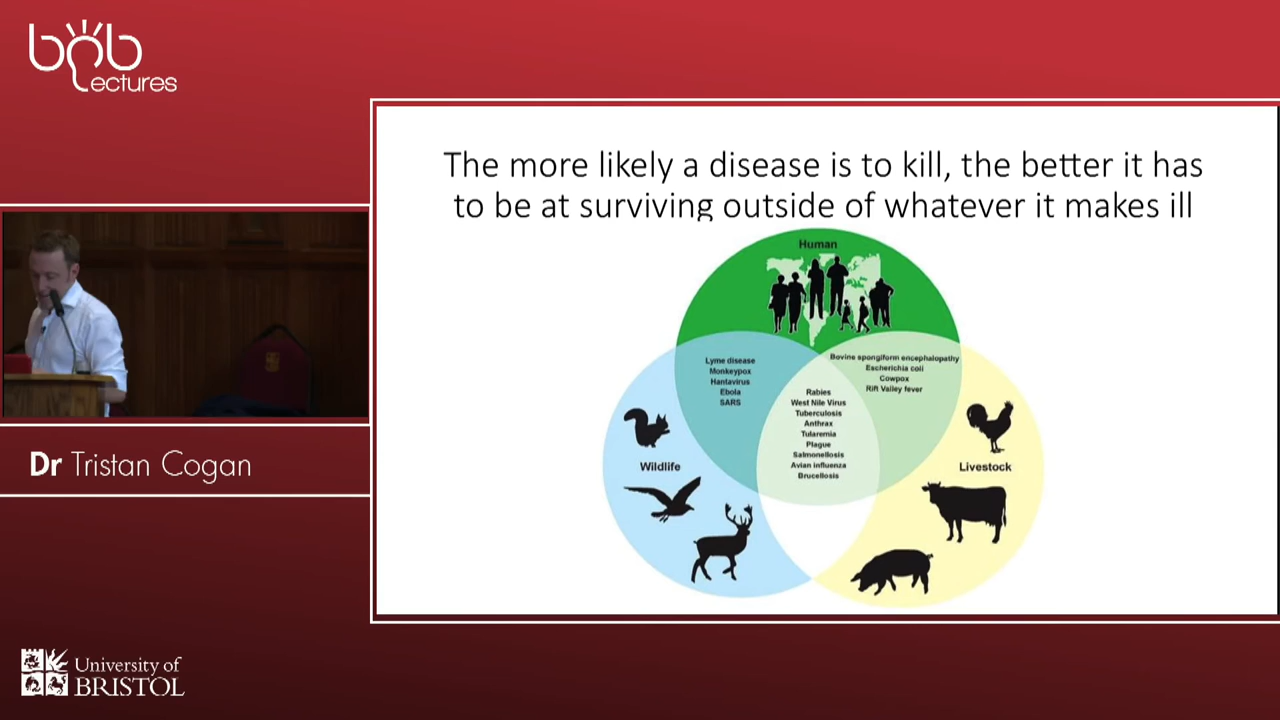 bob
Lectures
The more likely a disease is to kill, the better it has
to be at surviving outside of whatever it makes ill
Human
Lyme disease
Monkeypox
Hantavirus
Ebola
SARS
Bovine spongiform encephalopathy
Escherichia coli
Cowpox
Rift Valley fever
Rabies
West Nile Virus
Tuberculosis
Anthrax
Tularemia
Plague
Salmonellosis
Avian influenza
Brucellosis
Wildlife
Livestock
Dr Tristan Cogan
University of
BRISTOL